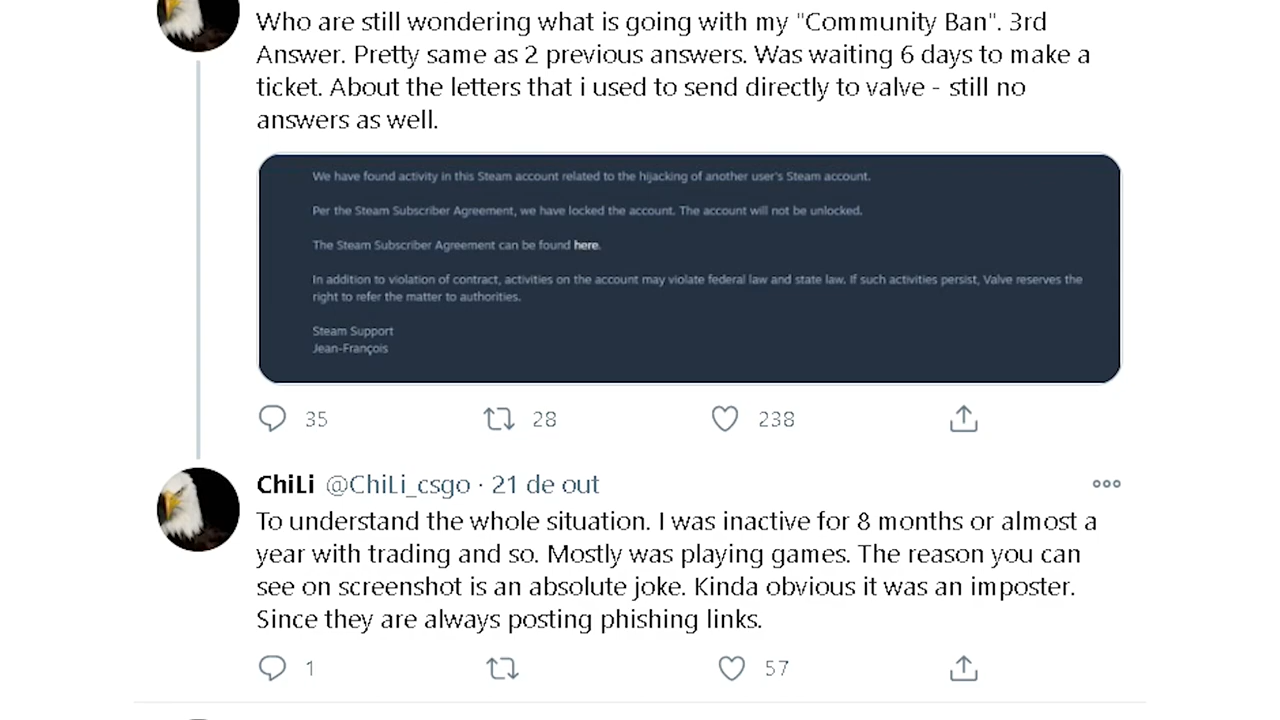 Who are still wondering what is going with my "Community Ban". 3rd
Answer. Pretty same as 2 previous answers. Was waiting 6 days to make a
ticket. About the letters that i used to send directly to valve - still no
answers as well.
We have found activity in this Steam account related to the hijacking of another user's Steam account.
Per the Steam Subscriber Agreement, we have locked the account. The account will not be unlocked.
The Steam Subscriber Agreement can be found here.
In addition to violation of contract, activities on the account may violate federal law and state law. If such activities persist, Valve reserves the
right to refer the matter to authorities.
Steam Support
Jean-François
35 28 238
ChiLi @ChiLi_csgo · 21 de out
To understand the whole situation. I was inactive for 8 months or almost a
year with trading and so. Mostly was playing games. The reason you can
see on screenshot is an absolute joke. Kinda obvious it was an imposter.
Since they are always posting phishing links.
1 57